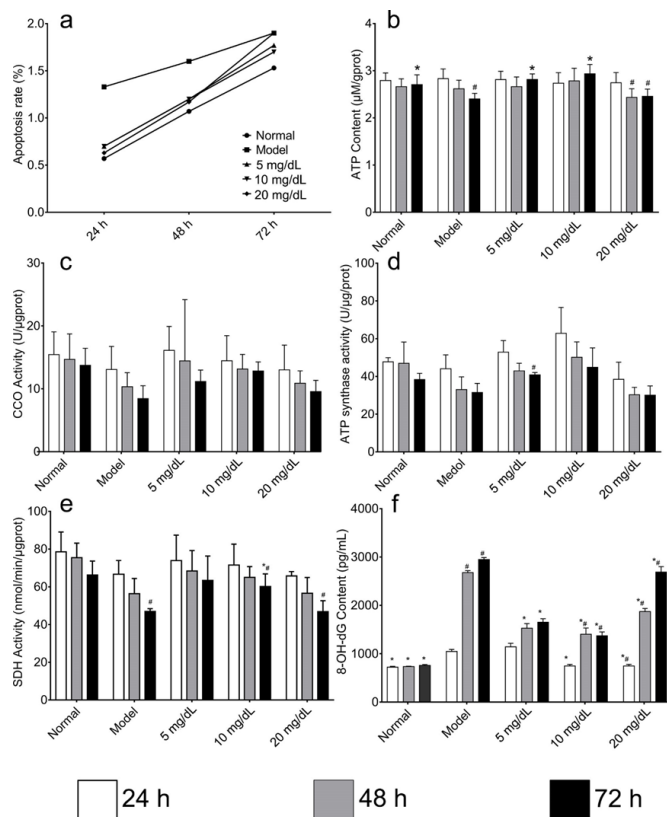 a
Apoptosis rate (%)
2.0
1.5
1.0
0.5
0.0
24 h
48 h
72 h
Normal
Model
5 mg/dL
10 mg/dL
20 mg/dL
b
ATP Content (μM/gprot)
4
3
2
1
0
*
#
*
*
# #
Normal
Model
5 mg/dL
10 mg/dL
20 mg/dL
c
CCO Activity (U/μgprot)
30
20
10
0
Normal
Model
5 mg/dL
10 mg/dL
20 mg/dL
d
ATP synthase activity (U/μg/prot)
100
80
60
40
20
0
#
Normal
Medol
5 mg/dL
10 mg/dL
20 mg/dL
e
SDH Activity (nmol/min/μgprot)
100
80
60
40
20
0
#
*#
#
Normal
Model
5 mg/dL
10 mg/dL
20 mg/dL
f
8-OH-dG Content (pg/mL)
4000
3000
2000
1000
0
* * *
# #
* *
* *# *#
*# *# *#
Normal
Model
5 mg/dL
10 mg/dL
20 mg/dL
24 h
48 h
72 h